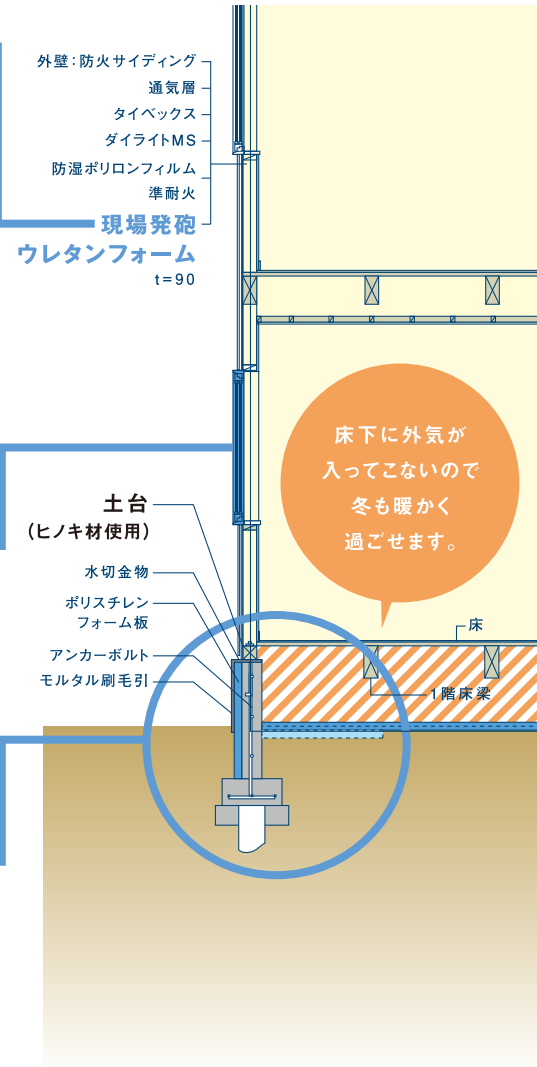 外壁:防火サイディング
通気層
タイベックス
ダイライトMS
防湿ポリロンフィルム
準耐火
現場発砲
ウレタンフォーム
t=90
床下に外気が
入ってこないので
冬も暖かく
過ごせます。
土台
(ヒノキ材使用)
水切金物
ポリスチレン
フォーム板
アンカーボルト
モルタル刷毛引
床
1階床梁